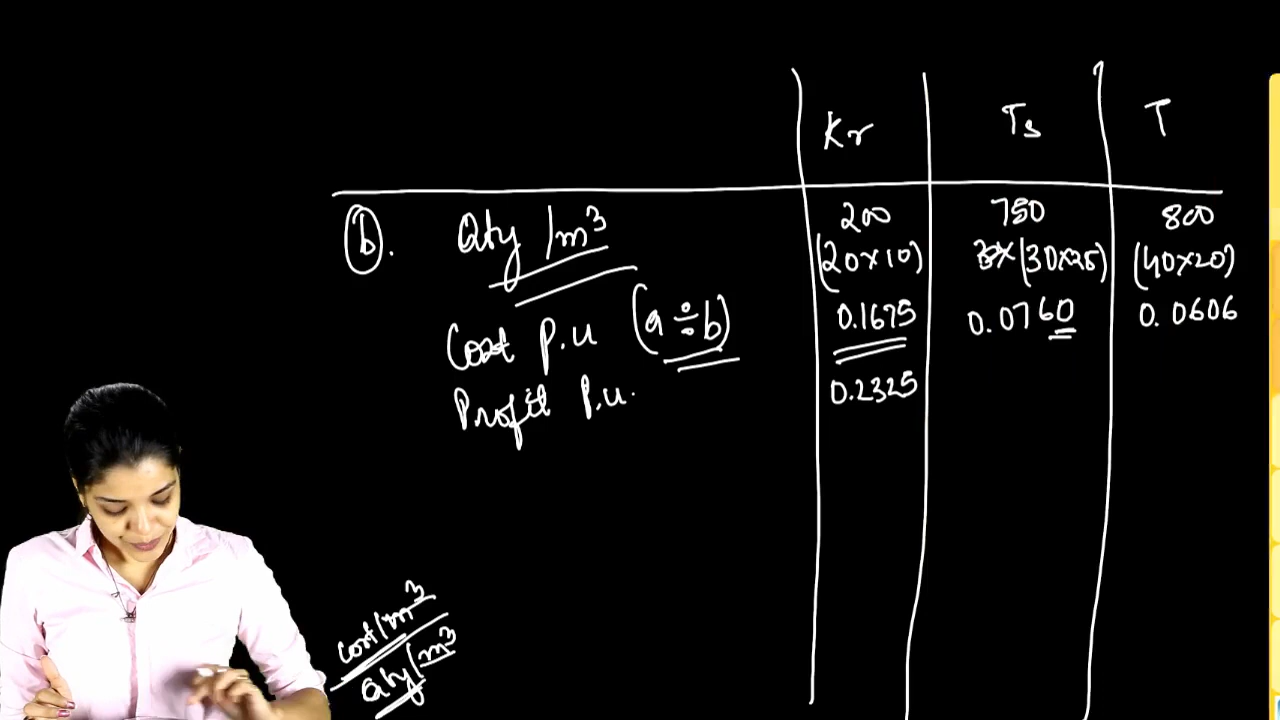 Kr Ts T
(b). Qty /m³ 200 750 800
(20×10) (30×25) (40×20)
Cost P.u (a÷b) 0.1675 0.0760 0.0606
Profit P.u. 0.2325
Cost/m³
Qty/m³